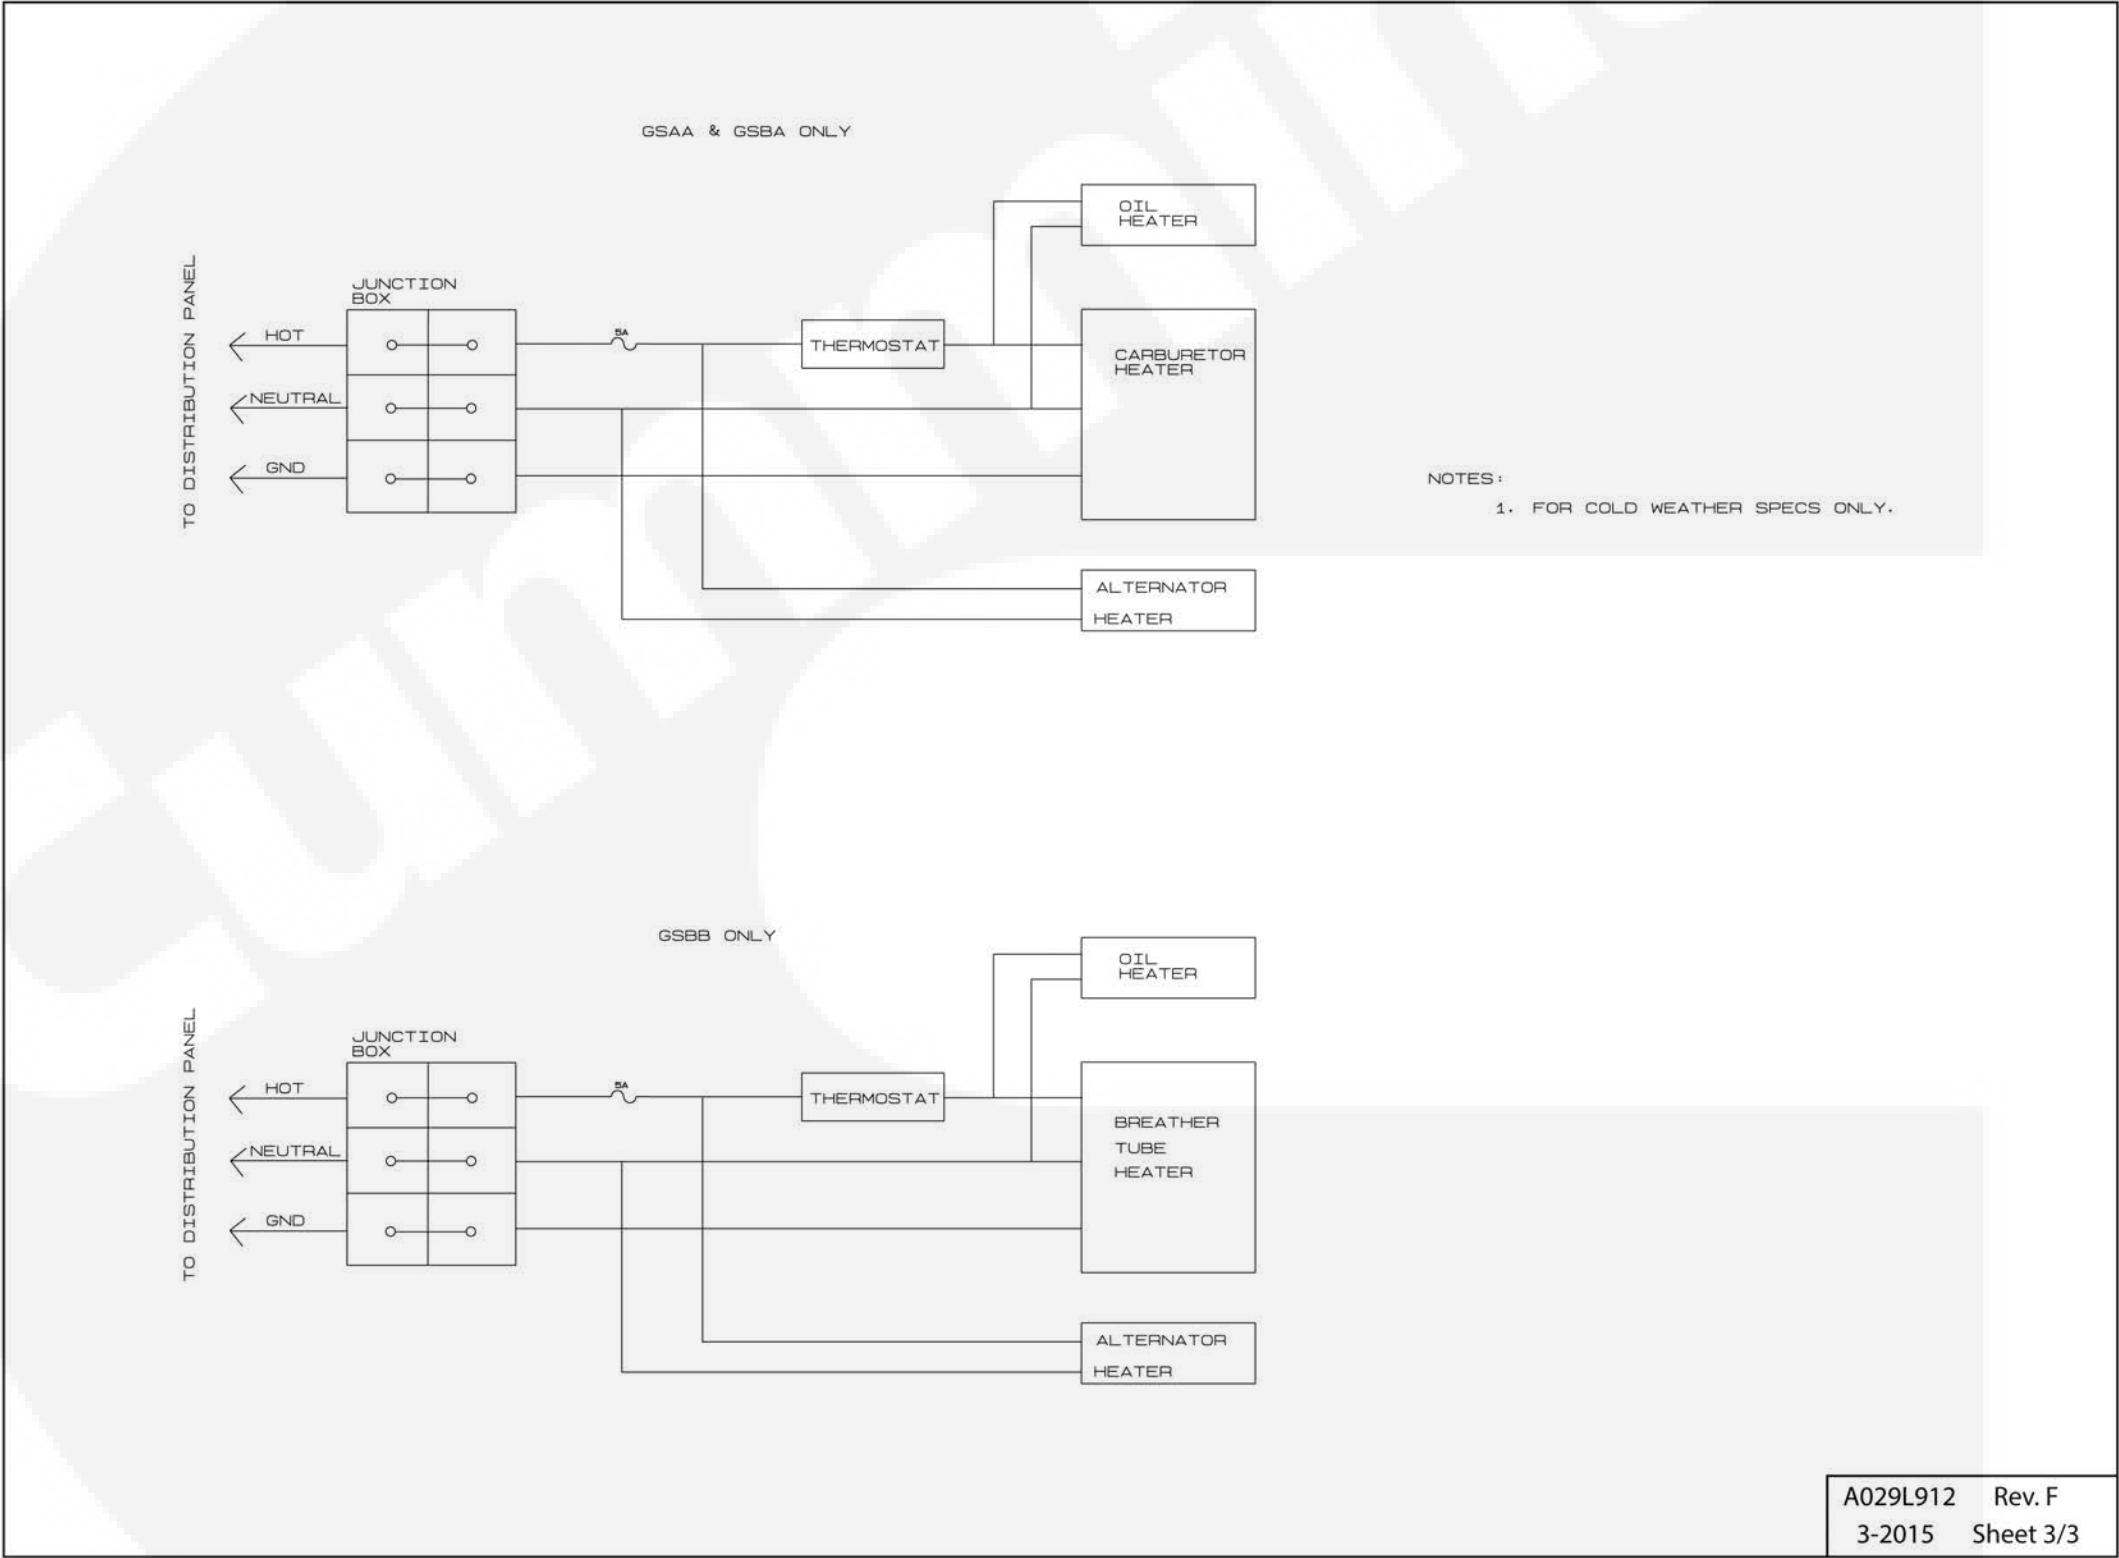 GSAA & GSBA ONLY
OIL
HEATER
TO DISTRIBUTION PANEL
JUNCTION
BOX
HOT
5A
THERMOSTAT
CARBURETOR
HEATER
NEUTRAL
GND
NOTES:
1. FOR COLD WEATHER SPECS ONLY.
ALTERNATOR
HEATER
GSBB ONLY
OIL
HEATER
TO DISTRIBUTION PANEL
JUNCTION
BOX
HOT
5A
THERMOSTAT
BREATHER
TUBE
HEATER
NEUTRAL
GND
ALTERNATOR
HEATER
A029L912 Rev. F
3-2015 Sheet 3/3
Cummins